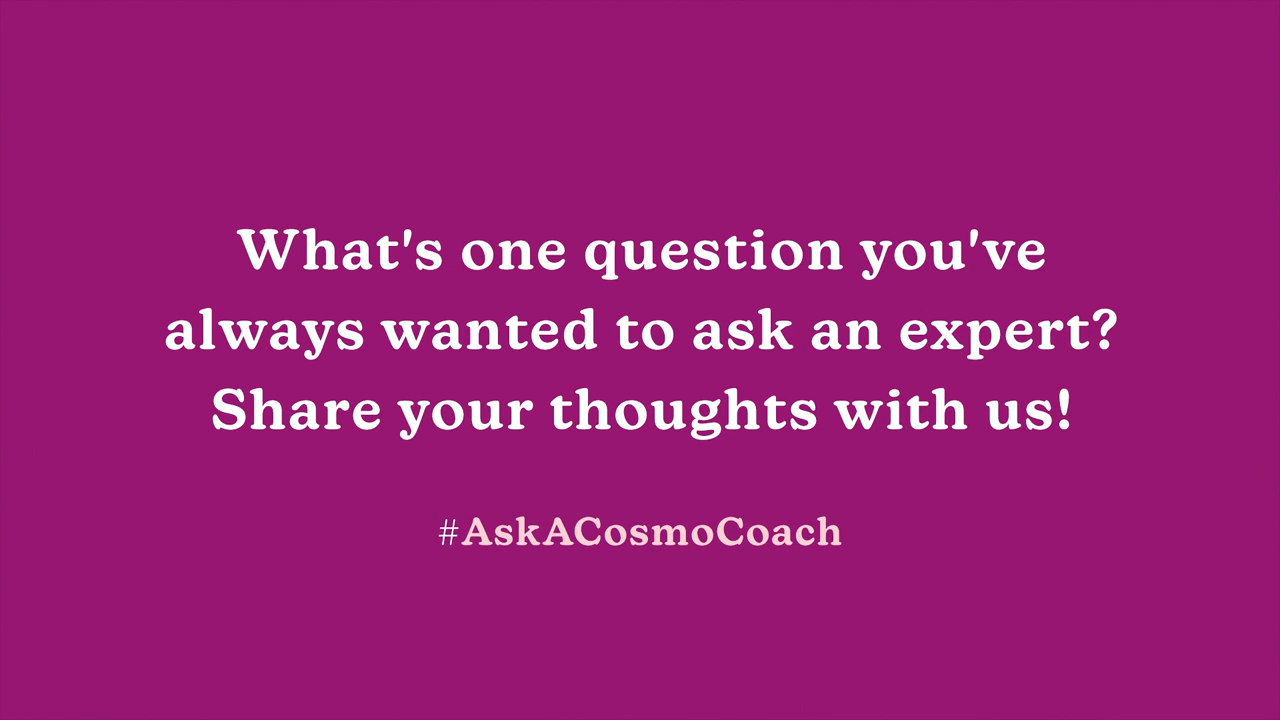 What's one question you've
always wanted to ask an expert?
Share your thoughts with us!
#AskACosmoCoach